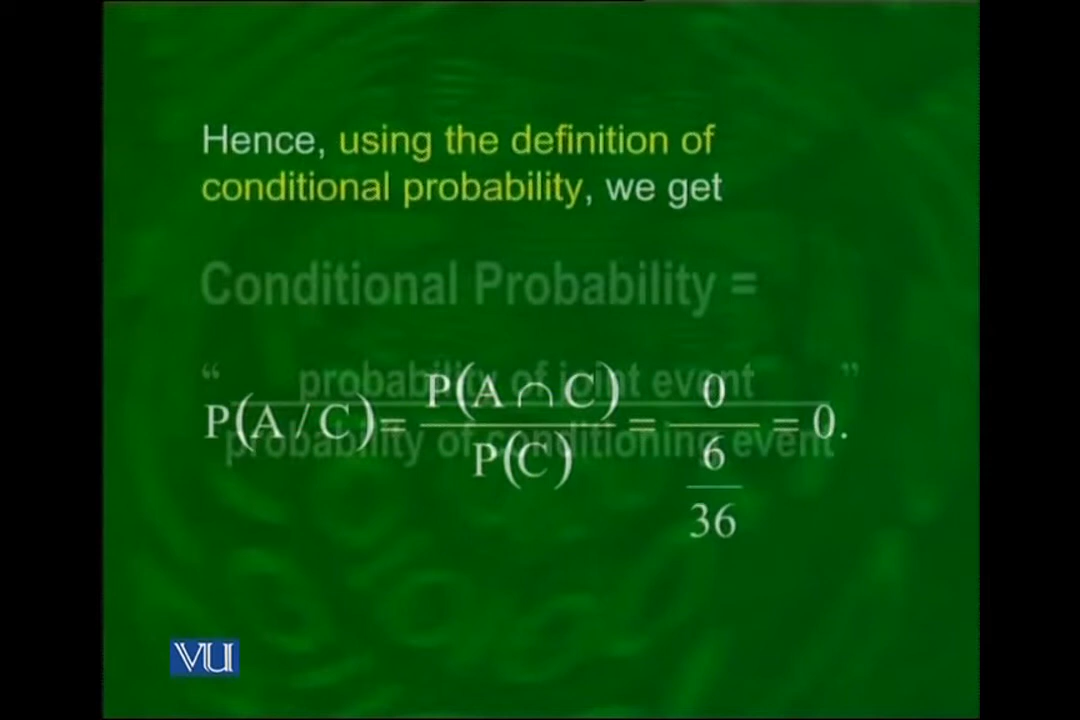 Hence, using the definition of
conditional probability, we get
Conditional Probability =
“ probability of joint event ”
probability of conditioning event
P(A / C) = P(A ∩ C) / P(C) = 0 / (6/36) = 0.
VU